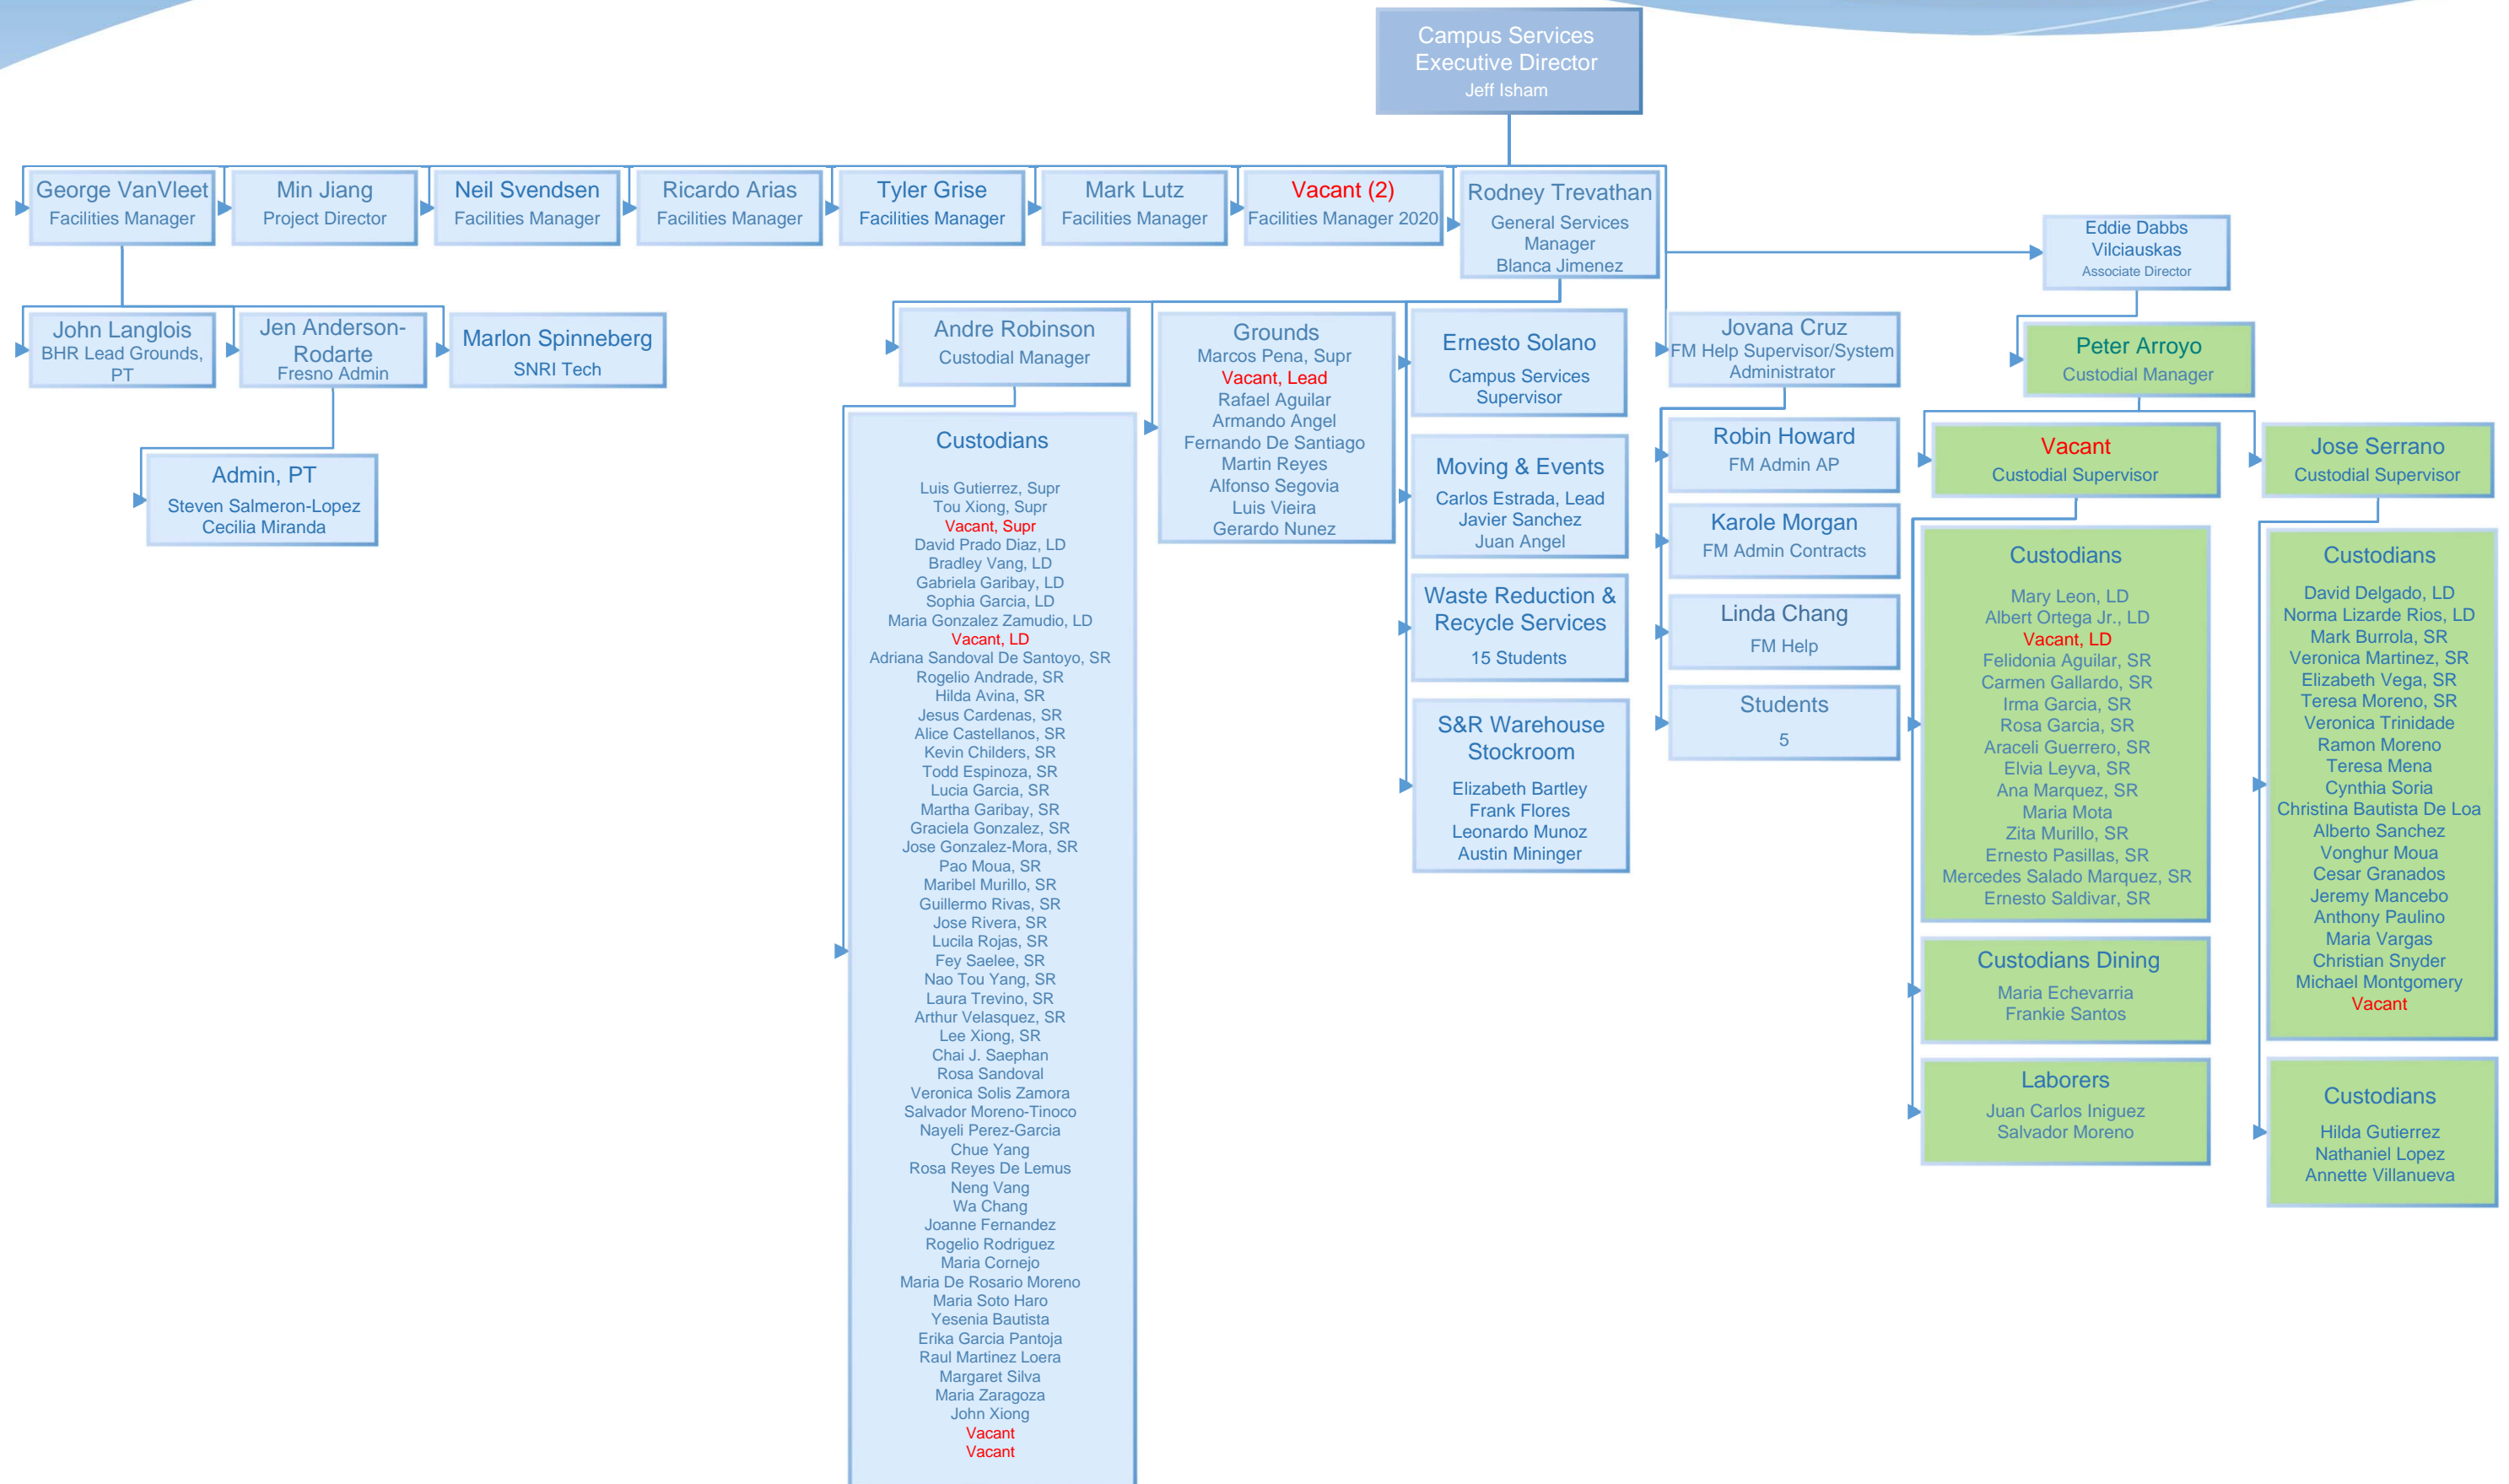 Campus Services
Executive Director
Jeff Isham
George VanVleet
Facilities Manager
Min Jiang
Project Director
Neil Svendsen
Facilities Manager
Ricardo Arias
Facilities Manager
Tyler Grise
Facilities Manager
Mark Lutz
Facilities Manager
Vacant (2)
Facilities Manager 2020
Rodney Trevathan
General Services
Manager
Blanca Jimenez
Eddie Dabbs
Vilciauskas
Associate Director
John Langlois
BHR Lead Grounds,
PT
Jen Anderson-
Rodarte
Fresno Admin
Marlon Spinneberg
SNRI Tech
Admin, PT
Steven Salmeron-Lopez
Cecilia Miranda
Andre Robinson
Custodial Manager
Custodians
Luis Gutierrez, Supr
Tou Xiong, Supr
Vacant, Supr
David Prado Diaz, LD
Bradley Vang, LD
Gabriela Garibay, LD
Sophia Garcia, LD
Maria Gonzalez Zamudio, LD
Vacant, LD
Adriana Sandoval De Santoyo, SR
Rogelio Andrade, SR
Hilda Avina, SR
Jesus Cardenas, SR
Alice Castellanos, SR
Kevin Childers, SR
Todd Espinoza, SR
Lucia Garcia, SR
Martha Garibay, SR
Graciela Gonzalez, SR
Jose Gonzalez-Mora, SR
Pao Moua, SR
Maribel Murillo, SR
Guillermo Rivas, SR
Jose Rivera, SR
Lucila Rojas, SR
Fey Saelee, SR
Nao Tou Yang, SR
Laura Trevino, SR
Arthur Velasquez, SR
Lee Xiong, SR
Chai J. Saephan
Rosa Sandoval
Veronica Solis Zamora
Salvador Moreno-Tinoco
Nayeli Perez-Garcia
Chue Yang
Rosa Reyes De Lemus
Neng Vang
Wa Chang
Joanne Fernandez
Rogelio Rodriguez
Maria Cornejo
Maria De Rosario Moreno
Maria Soto Haro
Yesenia Bautista
Erika Garcia Pantoja
Raul Martinez Loera
Margaret Silva
Maria Zaragoza
John Xiong
Vacant
Vacant
Grounds
Marcos Pena, Supr
Vacant, Lead
Rafael Aguilar
Armando Angel
Fernando De Santiago
Martin Reyes
Alfonso Segovia
Luis Vieira
Gerardo Nunez
Ernesto Solano
Campus Services
Supervisor
Moving & Events
Carlos Estrada, Lead
Javier Sanchez
Juan Angel
Waste Reduction &
Recycle Services
15 Students
S&R Warehouse
Stockroom
Elizabeth Bartley
Frank Flores
Leonardo Munoz
Austin Mininger
Jovana Cruz
FM Help Supervisor/System
Administrator
Robin Howard
FM Admin AP
Karole Morgan
FM Admin Contracts
Linda Chang
FM Help
Students
5
Peter Arroyo
Custodial Manager
Vacant
Custodial Supervisor
Custodians
Mary Leon, LD
Albert Ortega Jr., LD
Vacant, LD
Felidonia Aguilar, SR
Carmen Gallardo, SR
Irma Garcia, SR
Rosa Garcia, SR
Araceli Guerrero, SR
Elvia Leyva, SR
Ana Marquez, SR
Maria Mota
Zita Murillo, SR
Ernesto Pasillas, SR
Mercedes Salado Marquez, SR
Ernesto Saldivar, SR
Custodians Dining
Maria Echevarria
Frankie Santos
Laborers
Juan Carlos Iniguez
Salvador Moreno
Jose Serrano
Custodial Supervisor
Custodians
David Delgado, LD
Norma Lizarde Rios, LD
Mark Burrola, SR
Veronica Martinez, SR
Elizabeth Vega, SR
Teresa Moreno, SR
Veronica Trinidade
Ramon Moreno
Teresa Mena
Cynthia Soria
Christina Bautista De Loa
Alberto Sanchez
Vonghur Moua
Cesar Granados
Jeremy Mancebo
Anthony Paulino
Maria Vargas
Christian Snyder
Michael Montgomery
Vacant
Custodians
Hilda Gutierrez
Nathaniel Lopez
Annette Villanueva